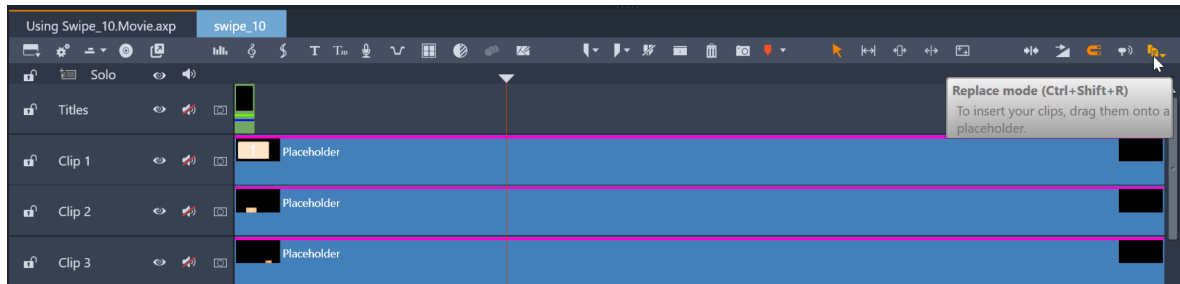 Using Swipe_10.Movie.axp swipe_10
Solo
Replace mode (Ctrl+Shift+R)
To insert your clips, drag them onto a
placeholder.
Titles
Clip 1 Placeholder
Clip 2 Placeholder
Clip 3 Placeholder